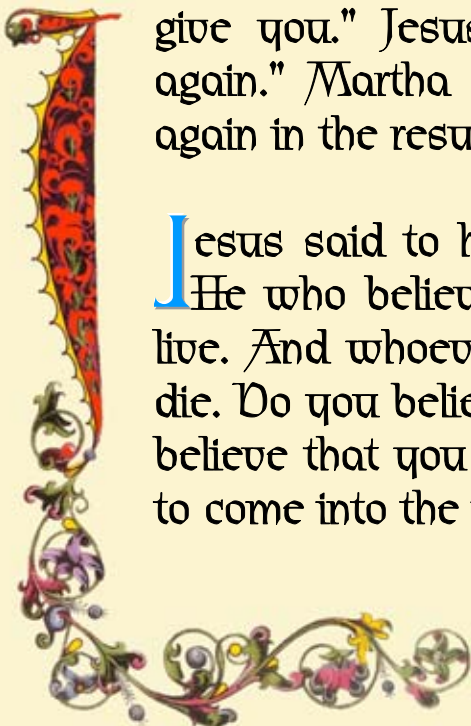 give you." Jesus
again." Martha
again in the resu
Jesus said to h
He who believ
live. And whoev
die. Do you belie
believe that you
to come into the